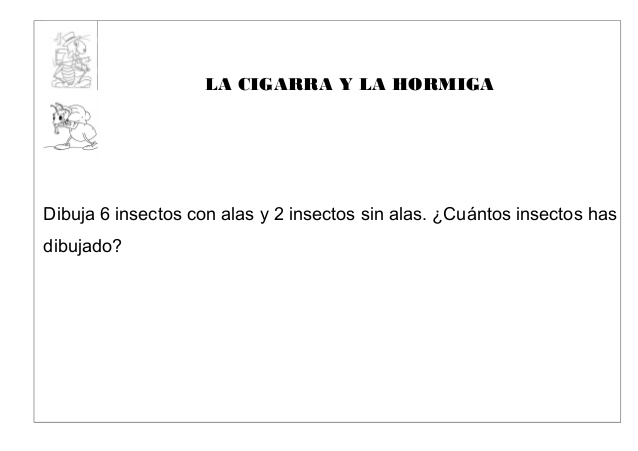 LA CIGARRA Y LA HORMIGA
Dibuja 6 insectos con alas y 2 insectos sin alas. ¿Cuántos insectos has
dibujado?